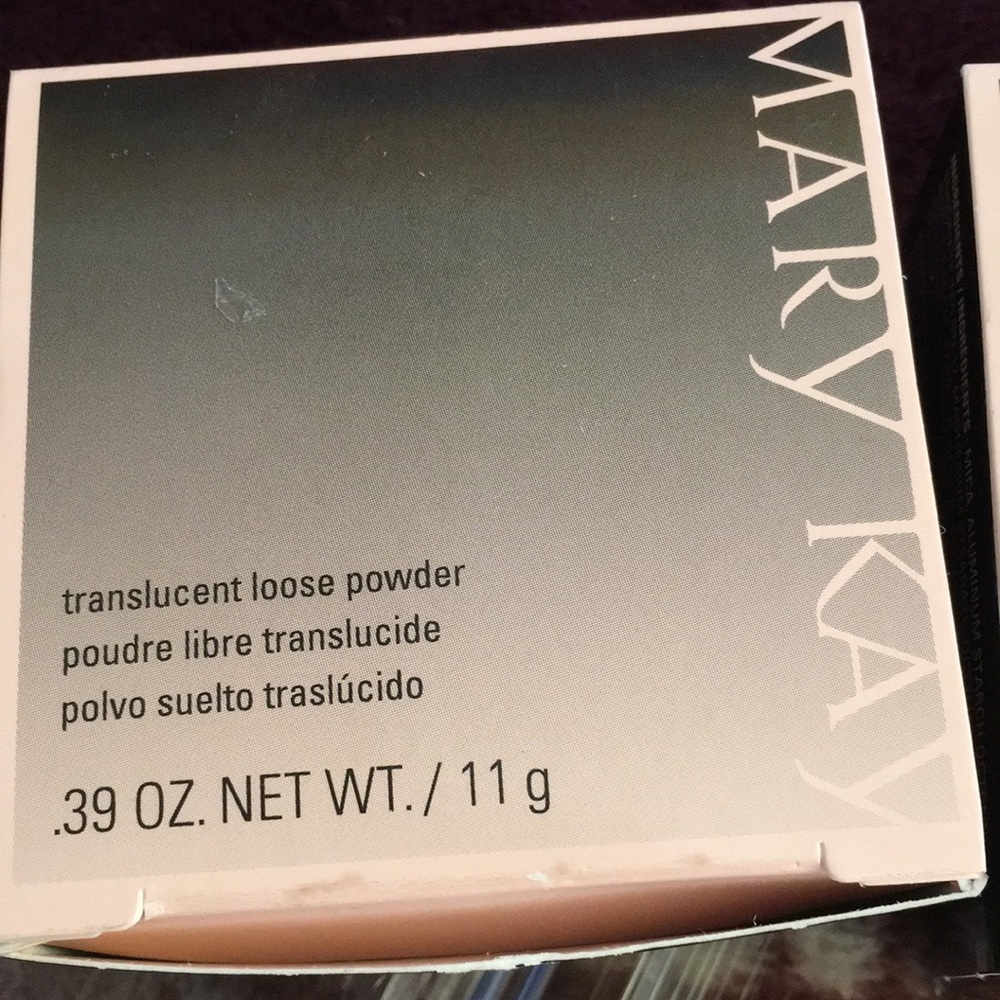 MARY KAY
translucent loose powder
poudre libre translucide
polvo suelto traslúcido
.39 OZ. NET WT. / 11 g